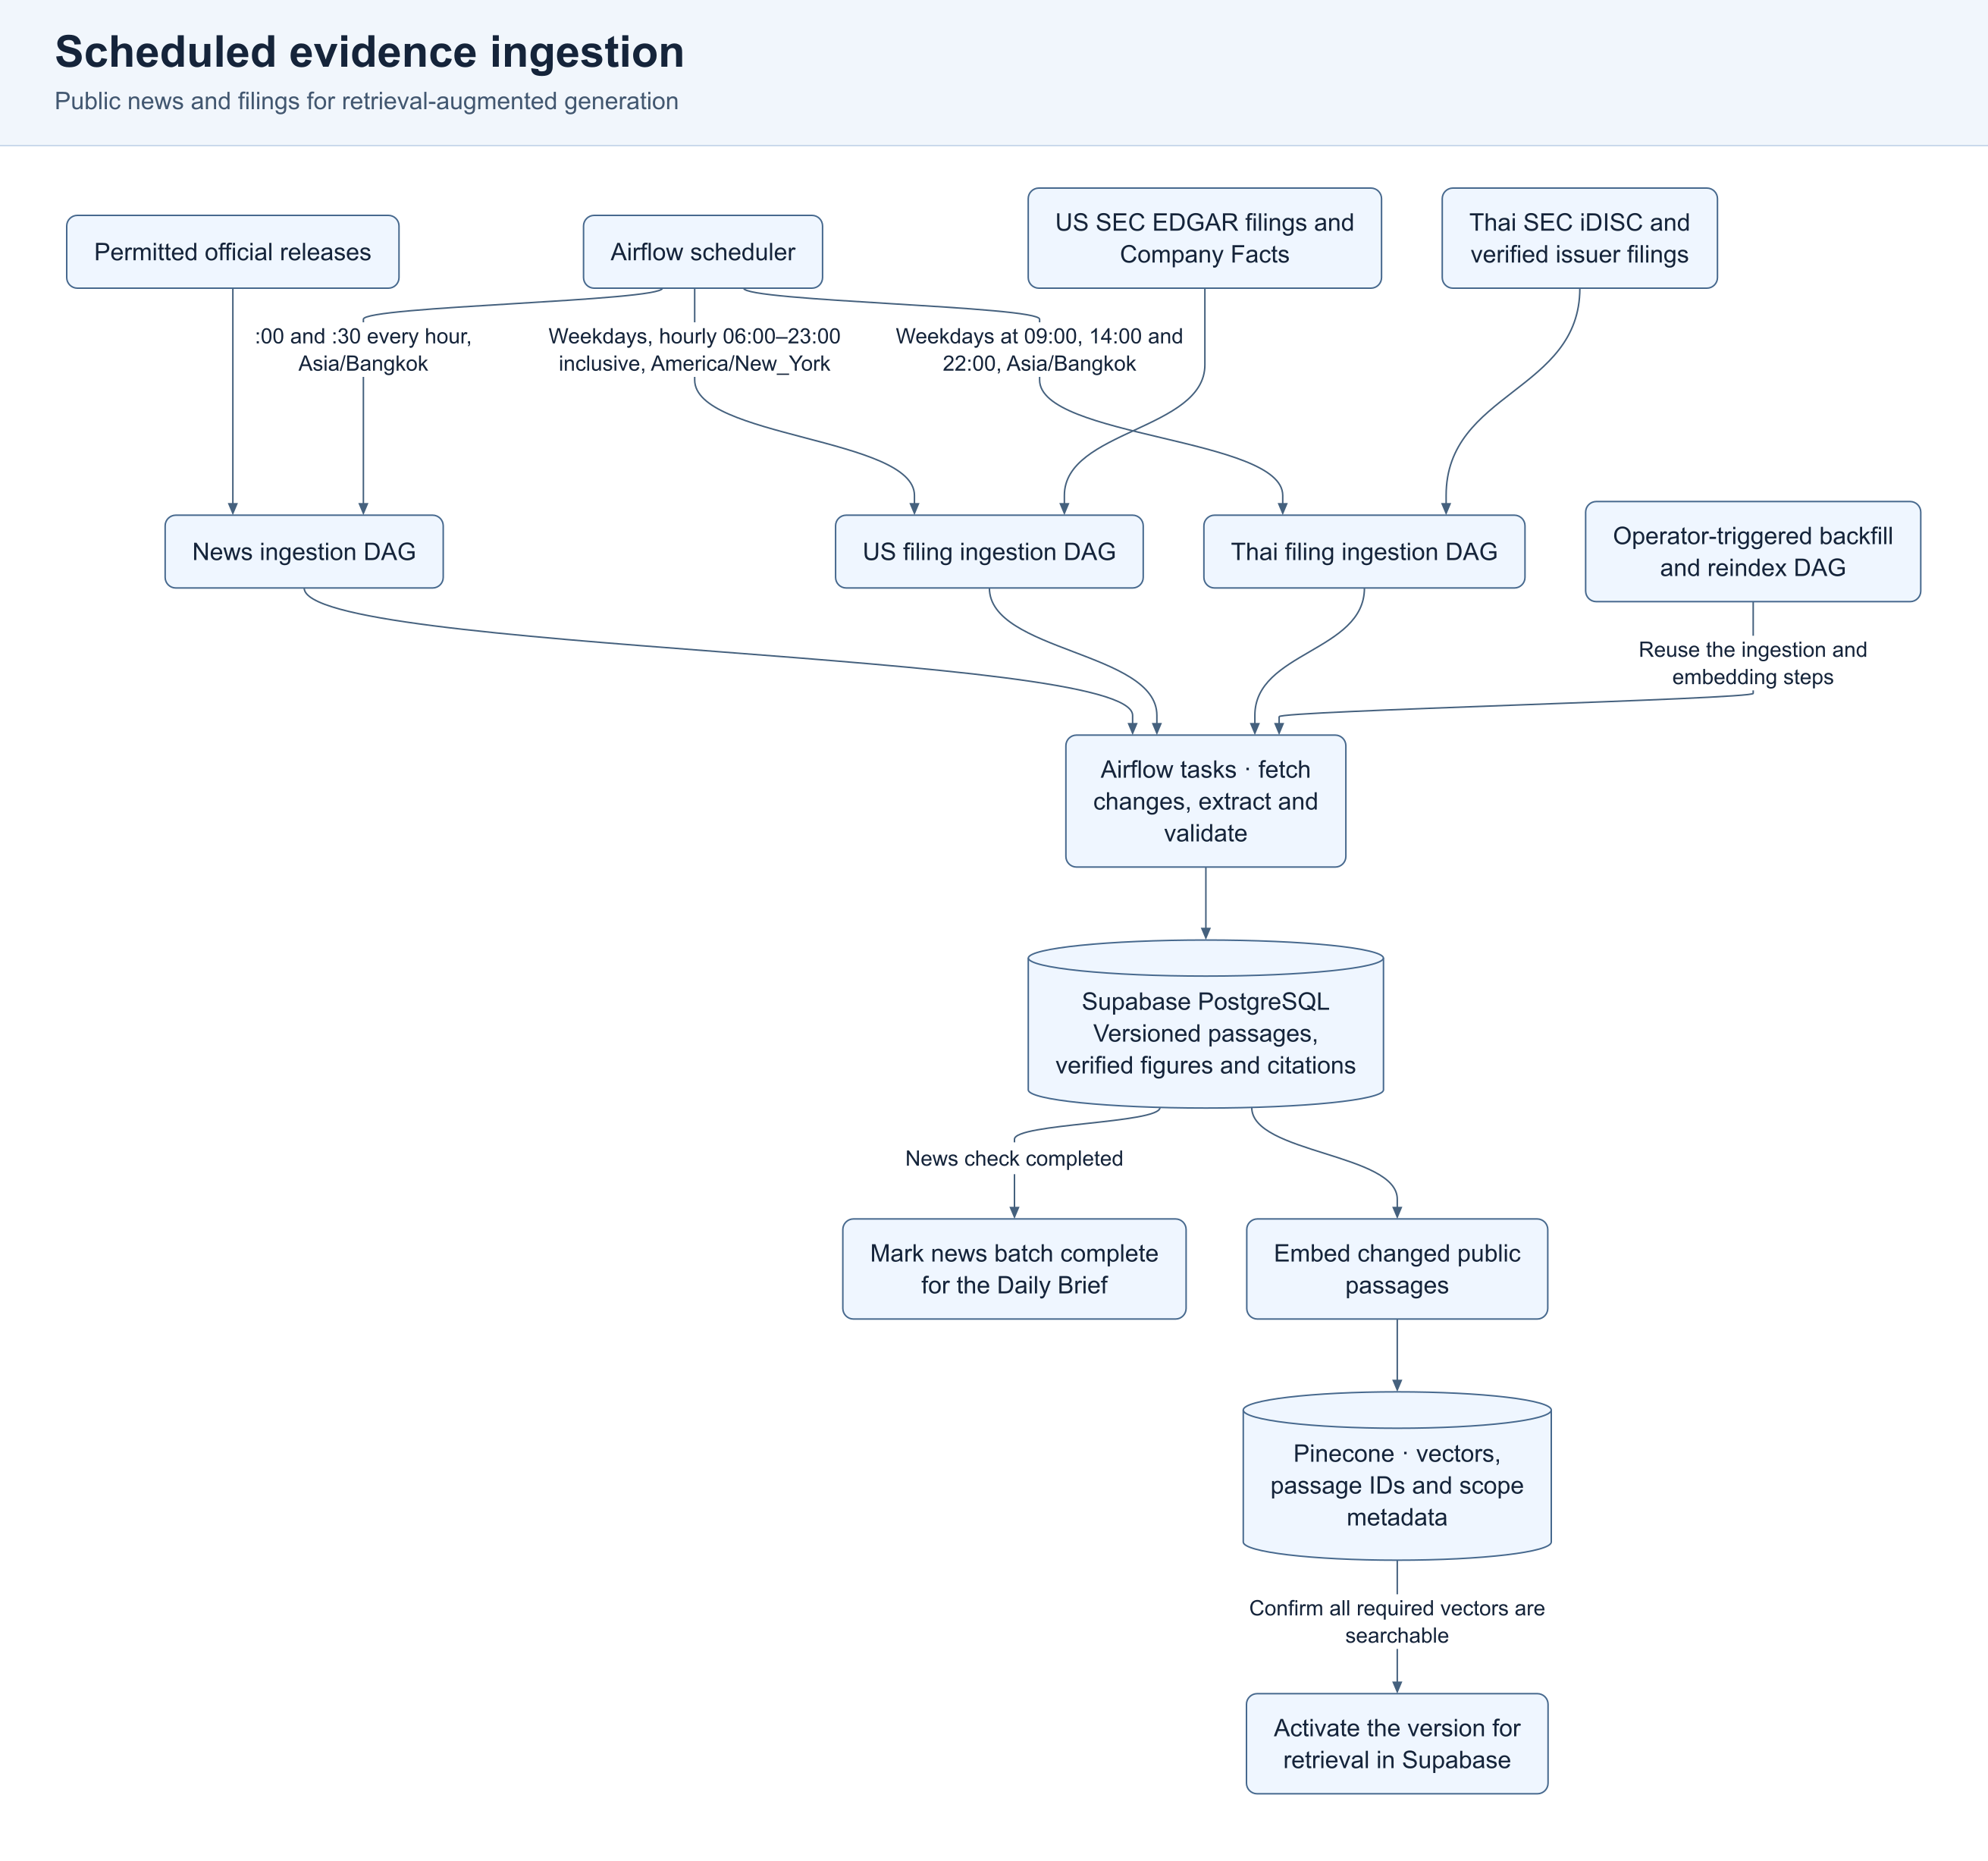 Scheduled evidence ingestion
Public news and filings for retrieval-augmented generation
Permitted official releases
Airflow scheduler
US SEC EDGAR filings and
Company Facts
Thai SEC iDISC and
verified issuer filings
:00 and :30 every hour,
Asia/Bangkok
Weekdays, hourly 06:00–23:00
inclusive, America/New_York
Weekdays at 09:00, 14:00 and
22:00, Asia/Bangkok
News ingestion DAG
US filing ingestion DAG
Thai filing ingestion DAG
Operator-triggered backfill
and reindex DAG
Reuse the ingestion and
embedding steps
Airflow tasks · fetch
changes, extract and
validate
Supabase PostgreSQL
Versioned passages,
verified figures and citations
News check completed
Mark news batch complete
for the Daily Brief
Embed changed public
passages
Pinecone · vectors,
passage IDs and scope
metadata
Confirm all required vectors are
searchable
Activate the version for
retrieval in Supabase